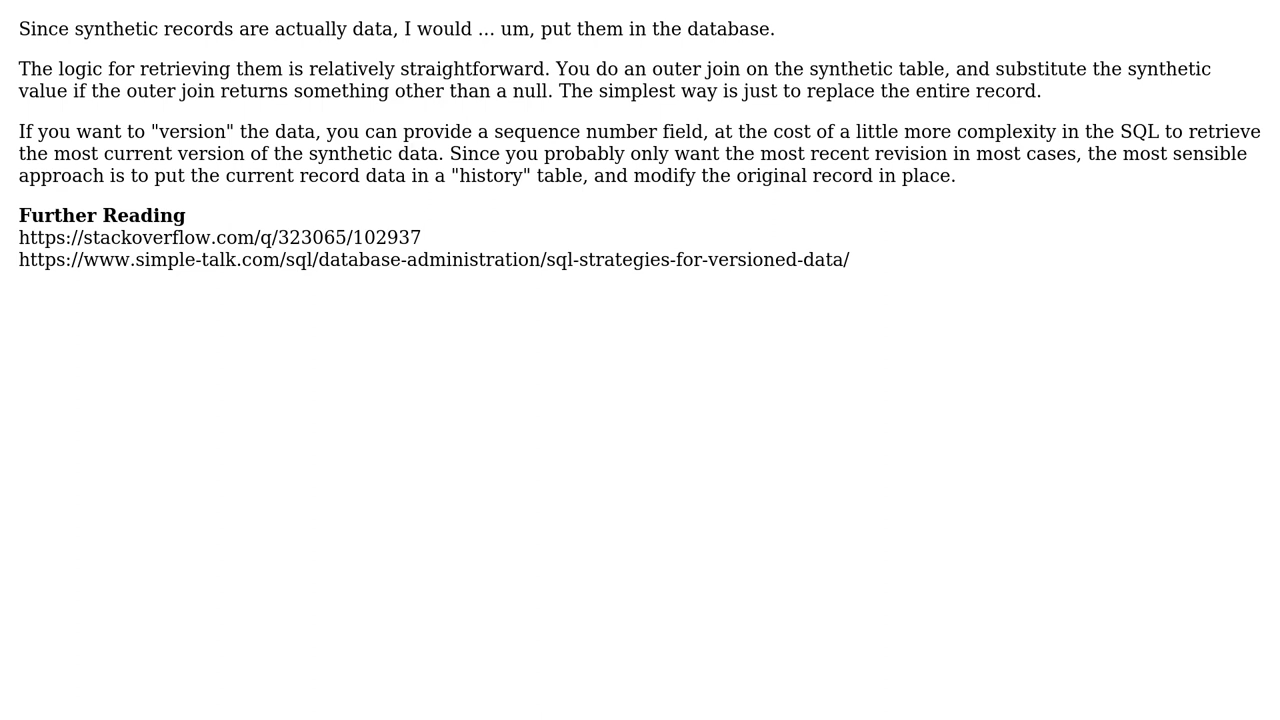 Since synthetic records are actually data, I would ... um, put them in the database.
The logic for retrieving them is relatively straightforward. You do an outer join on the synthetic table, and substitute the synthetic
value if the outer join returns something other than a null. The simplest way is just to replace the entire record.
If you want to "version" the data, you can provide a sequence number field, at the cost of a little more complexity in the SQL to retrieve
the most current version of the synthetic data. Since you probably only want the most recent revision in most cases, the most sensible
approach is to put the current record data in a "history" table, and modify the original record in place.
Further Reading
https://stackoverflow.com/q/323065/102937
https://www.simple-talk.com/sql/database-administration/sql-strategies-for-versioned-data/